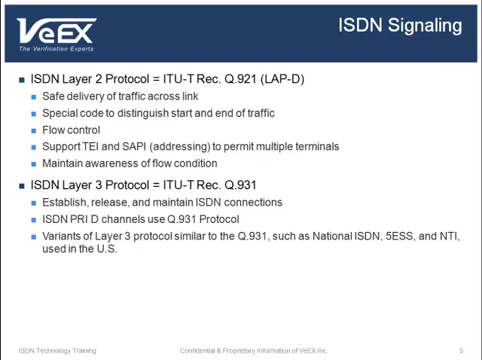 VeEX
The Verification Experts
ISDN Signaling
ISDN Layer 2 Protocol = ITU-T Rec. Q.921 (LAP-D)
Safe delivery of traffic across link
Special code to distinguish start and end of traffic
Flow control
Support TEI and SAPI (addressing) to permit multiple terminals
Maintain awareness of flow condition
ISDN Layer 3 Protocol = ITU-T Rec. Q.931
Establish, release, and maintain ISDN connections
ISDN PRI D channels use Q.931 Protocol
Variants of Layer 3 protocol similar to the Q.931, such as National ISDN, 5ESS, and NTI,
used in the U.S.
ISDN Technology Training
Confidential & Proprietary Information of VeEX Inc.
5